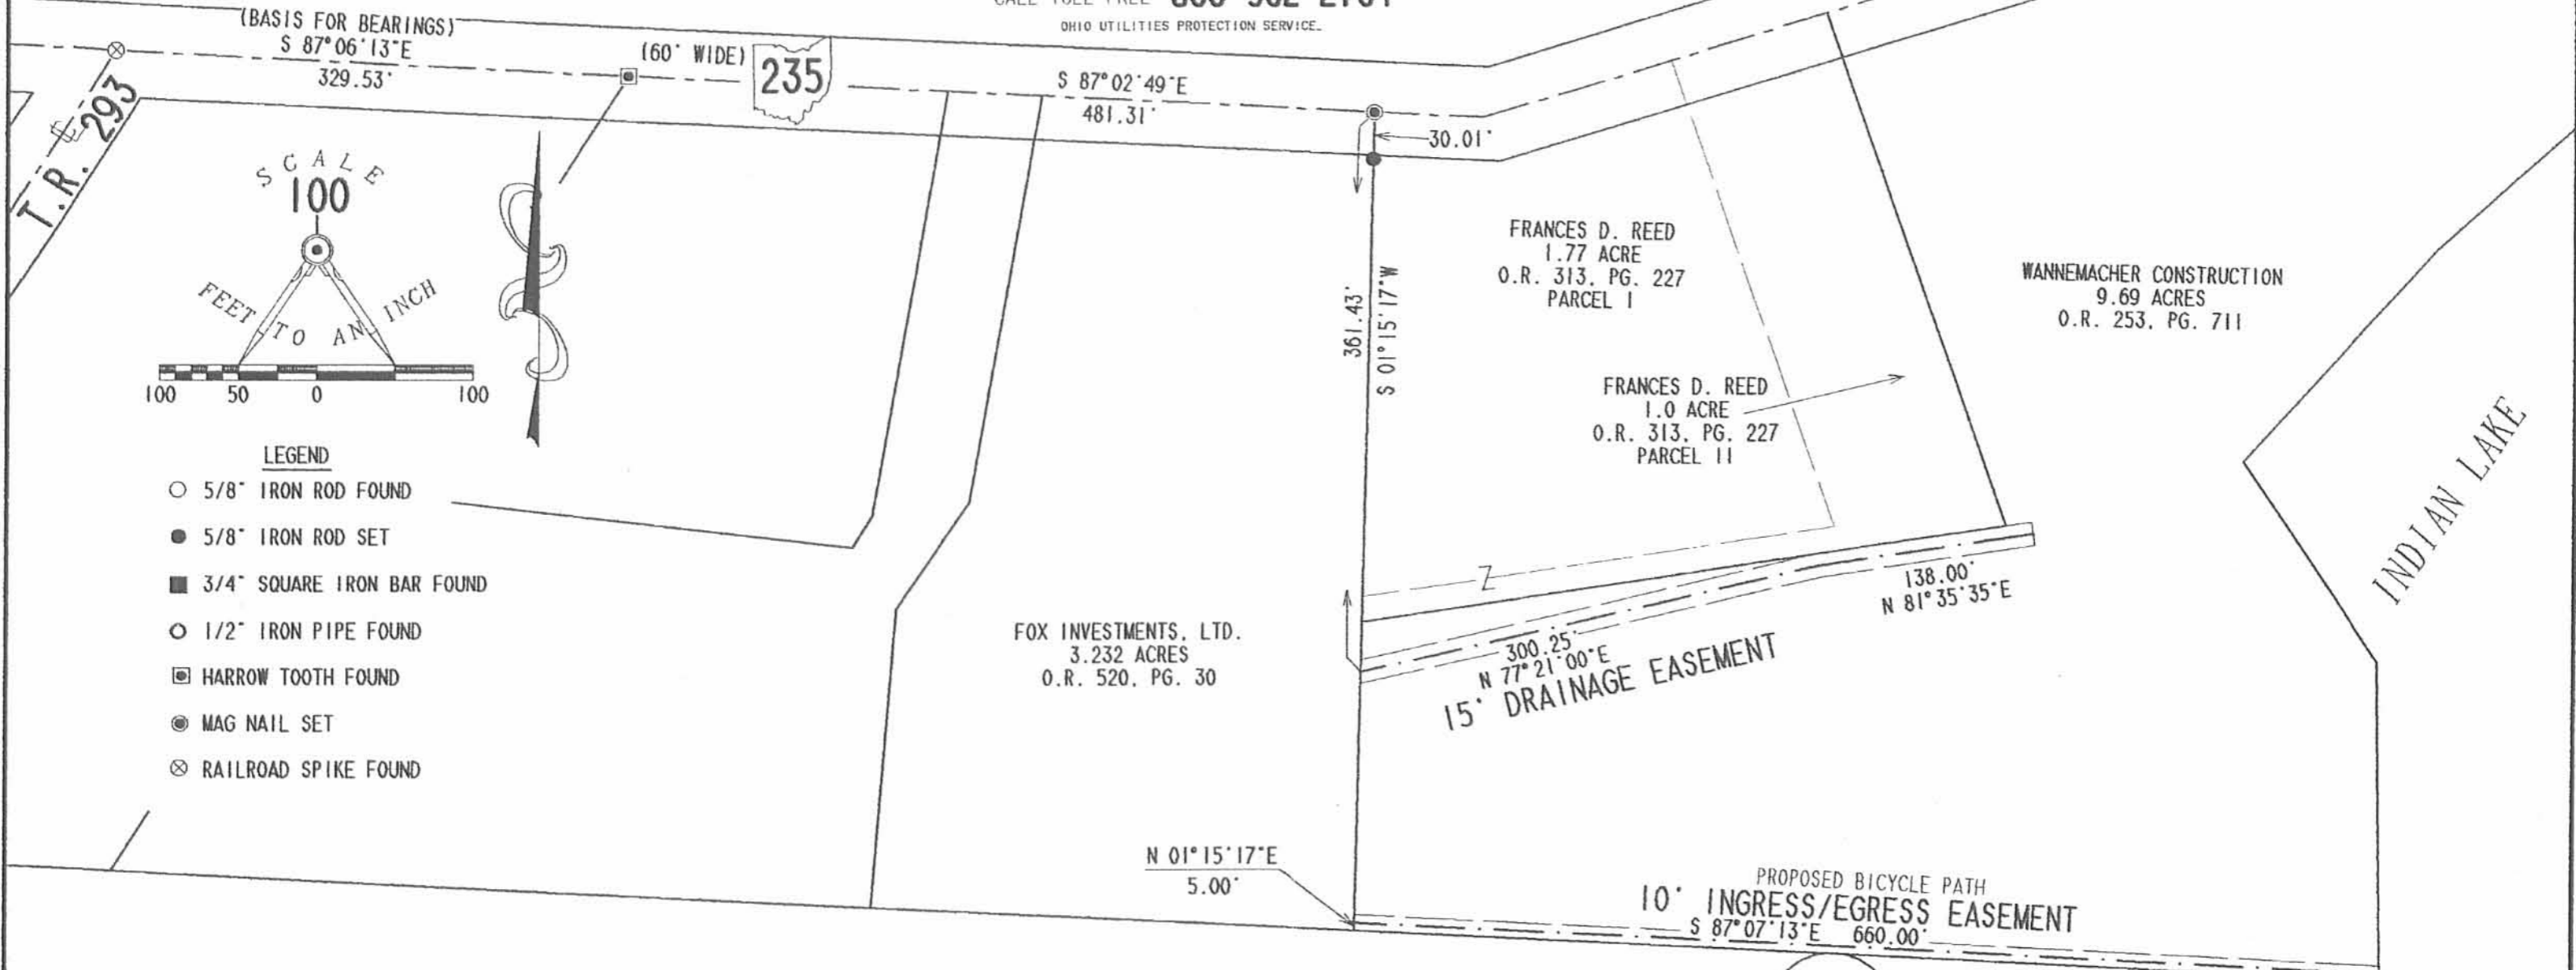 OHIO UTILITIES PROTECTION SERVICE.
(BASIS FOR BEARINGS)
S 87°06'13"E
329.53'
(60' WIDE)
235
S 87°02'49"E
481.31'
30.01'
T.R. 293
SCALE
100
FEET TO AN INCH
100 50 0 100
LEGEND
5/8" IRON ROD FOUND
5/8" IRON ROD SET
3/4" SQUARE IRON BAR FOUND
1/2" IRON PIPE FOUND
HARROW TOOTH FOUND
MAG NAIL SET
RAILROAD SPIKE FOUND
361.43'
S 01°15'17"W
FRANCES D. REED
1.77 ACRE
O.R. 313, PG. 227
PARCEL I
FRANCES D. REED
1.0 ACRE
O.R. 313, PG. 227
PARCEL II
WANNEMACHER CONSTRUCTION
9.69 ACRES
O.R. 253, PG. 711
INDIAN LAKE
Z
138.00'
N 81°35'35"E
300.25'
N 77°21'00"E
15' DRAINAGE EASEMENT
FOX INVESTMENTS, LTD.
3.232 ACRES
O.R. 520, PG. 30
N 01°15'17"E
5.00'
PROPOSED BICYCLE PATH
10' INGRESS/EGRESS EASEMENT
S 87°07'13"E 660.00'